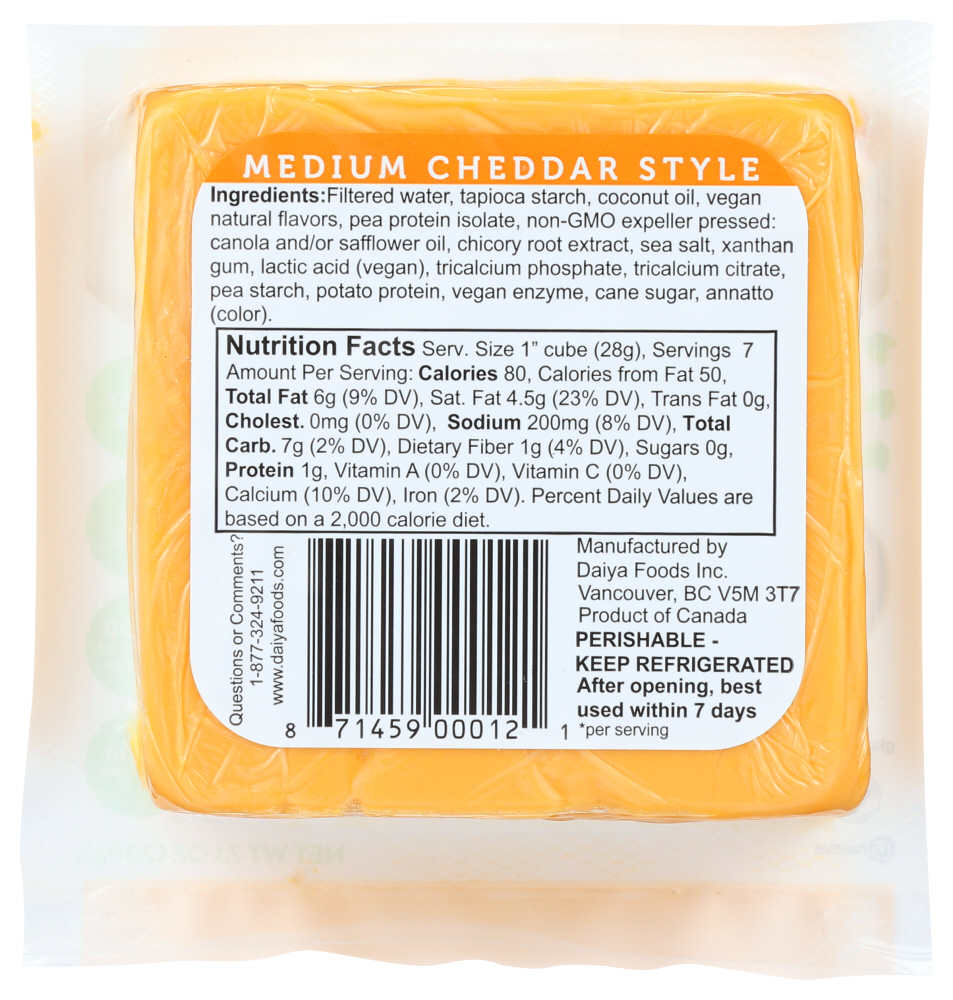 MEDIUM CHEDDAR STYLE
Ingredients:Filtered water, tapioca starch, coconut oil, vegan
natural flavors, pea protein isolate, non-GMO expeller pressed:
canola and/or safflower oil, chicory root extract, sea salt, xanthan
gum, lactic acid (vegan), tricalcium phosphate, tricalcium citrate,
pea starch, potato protein, vegan enzyme, cane sugar, annatto
(color).
Nutrition Facts Serv. Size 1” cube (28g), Servings 7
Amount Per Serving: Calories 80, Calories from Fat 50,
Total Fat 6g (9% DV), Sat. Fat 4.5g (23% DV), Trans Fat 0g,
Cholest. 0mg (0% DV), Sodium 200mg (8% DV), Total
Carb. 7g (2% DV), Dietary Fiber 1g (4% DV), Sugars 0g,
Protein 1g, Vitamin A (0% DV), Vitamin C (0% DV),
Calcium (10% DV), Iron (2% DV). Percent Daily Values are
based on a 2,000 calorie diet.
Questions or Comments?
1-877-324-9211
www.daiyafoods.com
8 71459 00012 1
Manufactured by
Daiya Foods Inc.
Vancouver, BC V5M 3T7
Product of Canada
PERISHABLE -
KEEP REFRIGERATED
After opening, best
used within 7 days
*per serving
NET WT 7.1 OZ (200g)